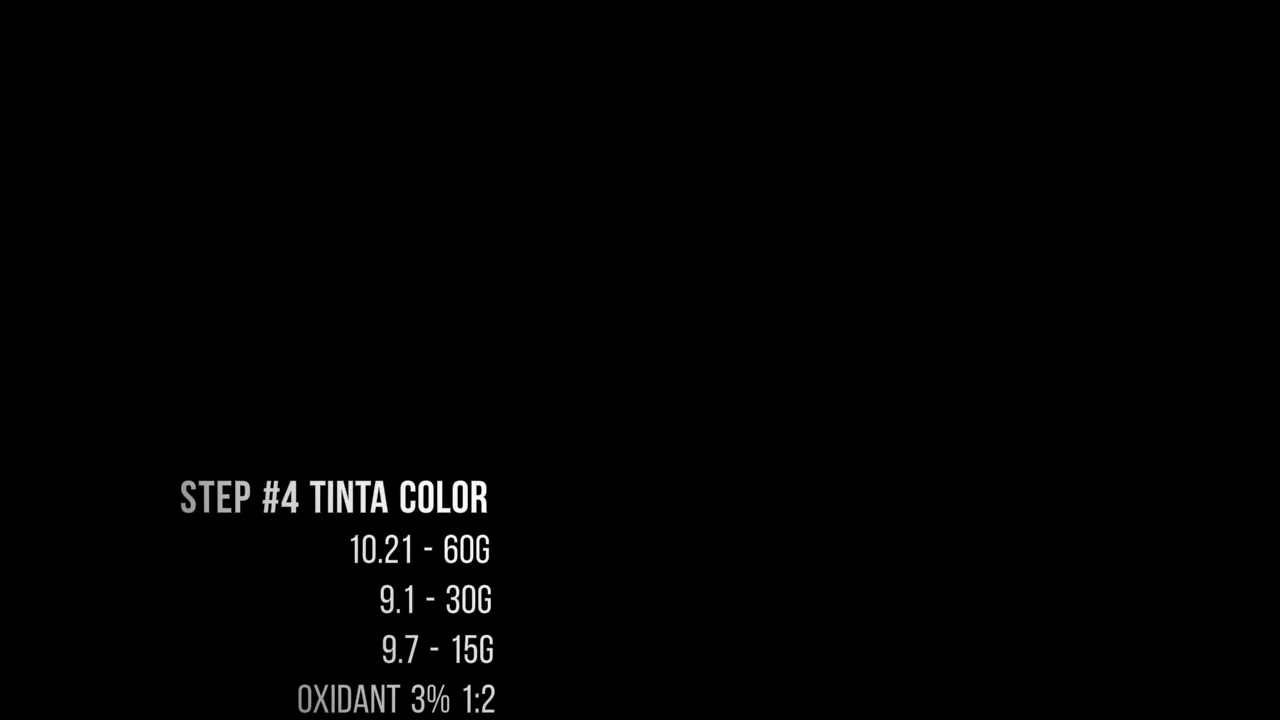 STEP #4 TINTA COLOR
10.21 - 60G
9.1 - 30G
9.7 - 15G
OXIDANT 3% 1:2